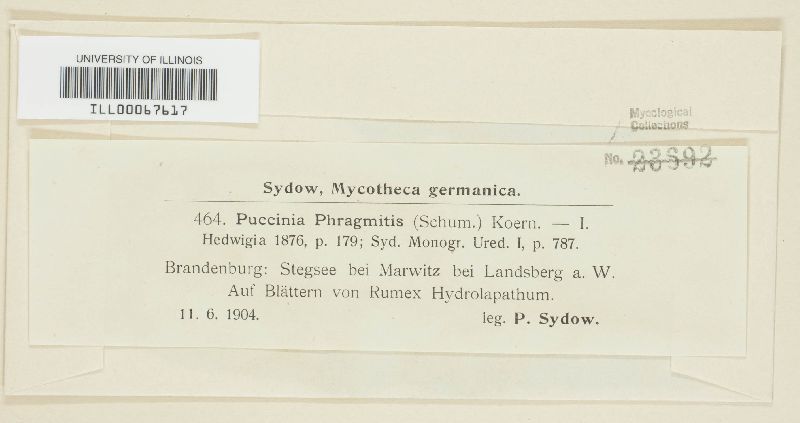 UNIVERSITY OF ILLINOIS
ILL00067617
Mycological
Collections
No. 23892
Sydow, Mycotheca germanica.
464. Puccinia Phragmitis (Schum.) Koern. — I.
Hedwigia 1876, p. 179; Syd. Monogr. Ured. I, p. 787.
Brandenburg: Stegsee bei Marwitz bei Landsberg a. W.
Auf Blättern von Rumex Hydrolapathum.
11. 6. 1904. leg. P. Sydow.